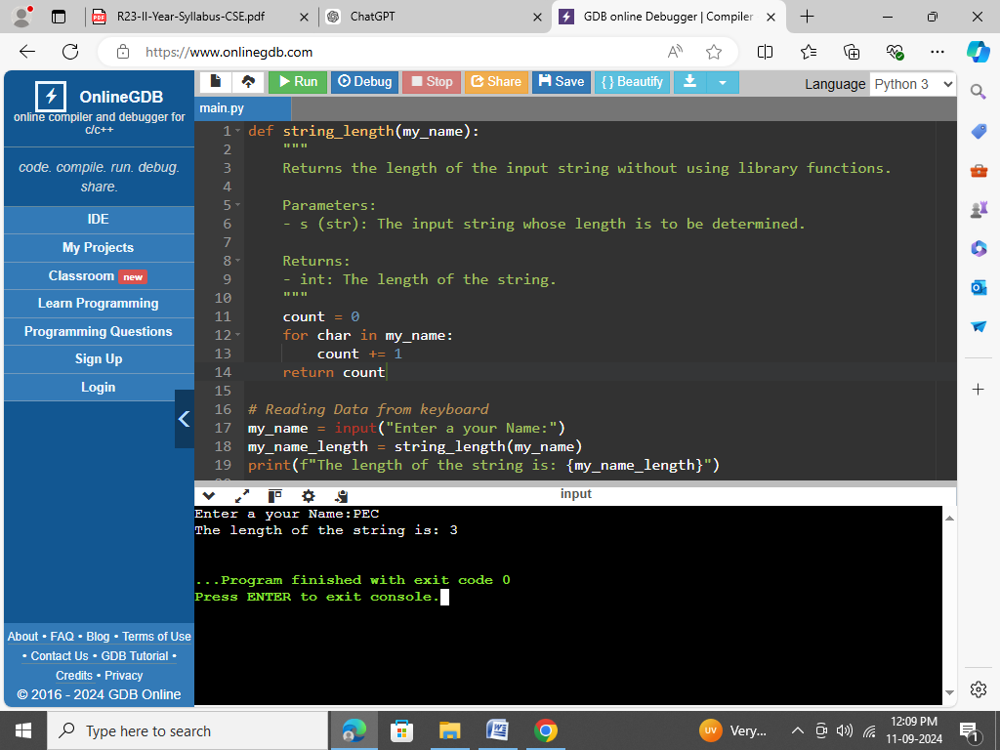 R23-II-Year-Syllabus-CSE.pdf
ChatGPT
GDB online Debugger | Compiler
https://www.onlinegdb.com
OnlineGDB
online compiler and debugger for
c/c++
code. compile. run. debug.
share.
IDE
My Projects
Classroom new
Learn Programming
Programming Questions
Sign Up
Login
About • FAQ • Blog • Terms of Use
• Contact Us • GDB Tutorial •
Credits • Privacy
© 2016 - 2024 GDB Online
Run Debug Stop Share Save { } Beautify
Language Python 3
main.py
1 def string_length(my_name):
2 """
3 Returns the length of the input string without using library functions.
4
5 Parameters:
6 - s (str): The input string whose length is to be determined.
7
8 Returns:
9 - int: The length of the string.
10 """
11 count = 0
12 for char in my_name:
13 count += 1
14 return count
15
16 # Reading Data from keyboard
17 my_name = input("Enter a your Name:")
18 my_name_length = string_length(my_name)
19 print(f"The length of the string is: {my_name_length}")
input
Enter a your Name:PEC
The length of the string is: 3
...Program finished with exit code 0
Press ENTER to exit console.
Type here to search
UV Very...
12:09 PM
11-09-2024
1